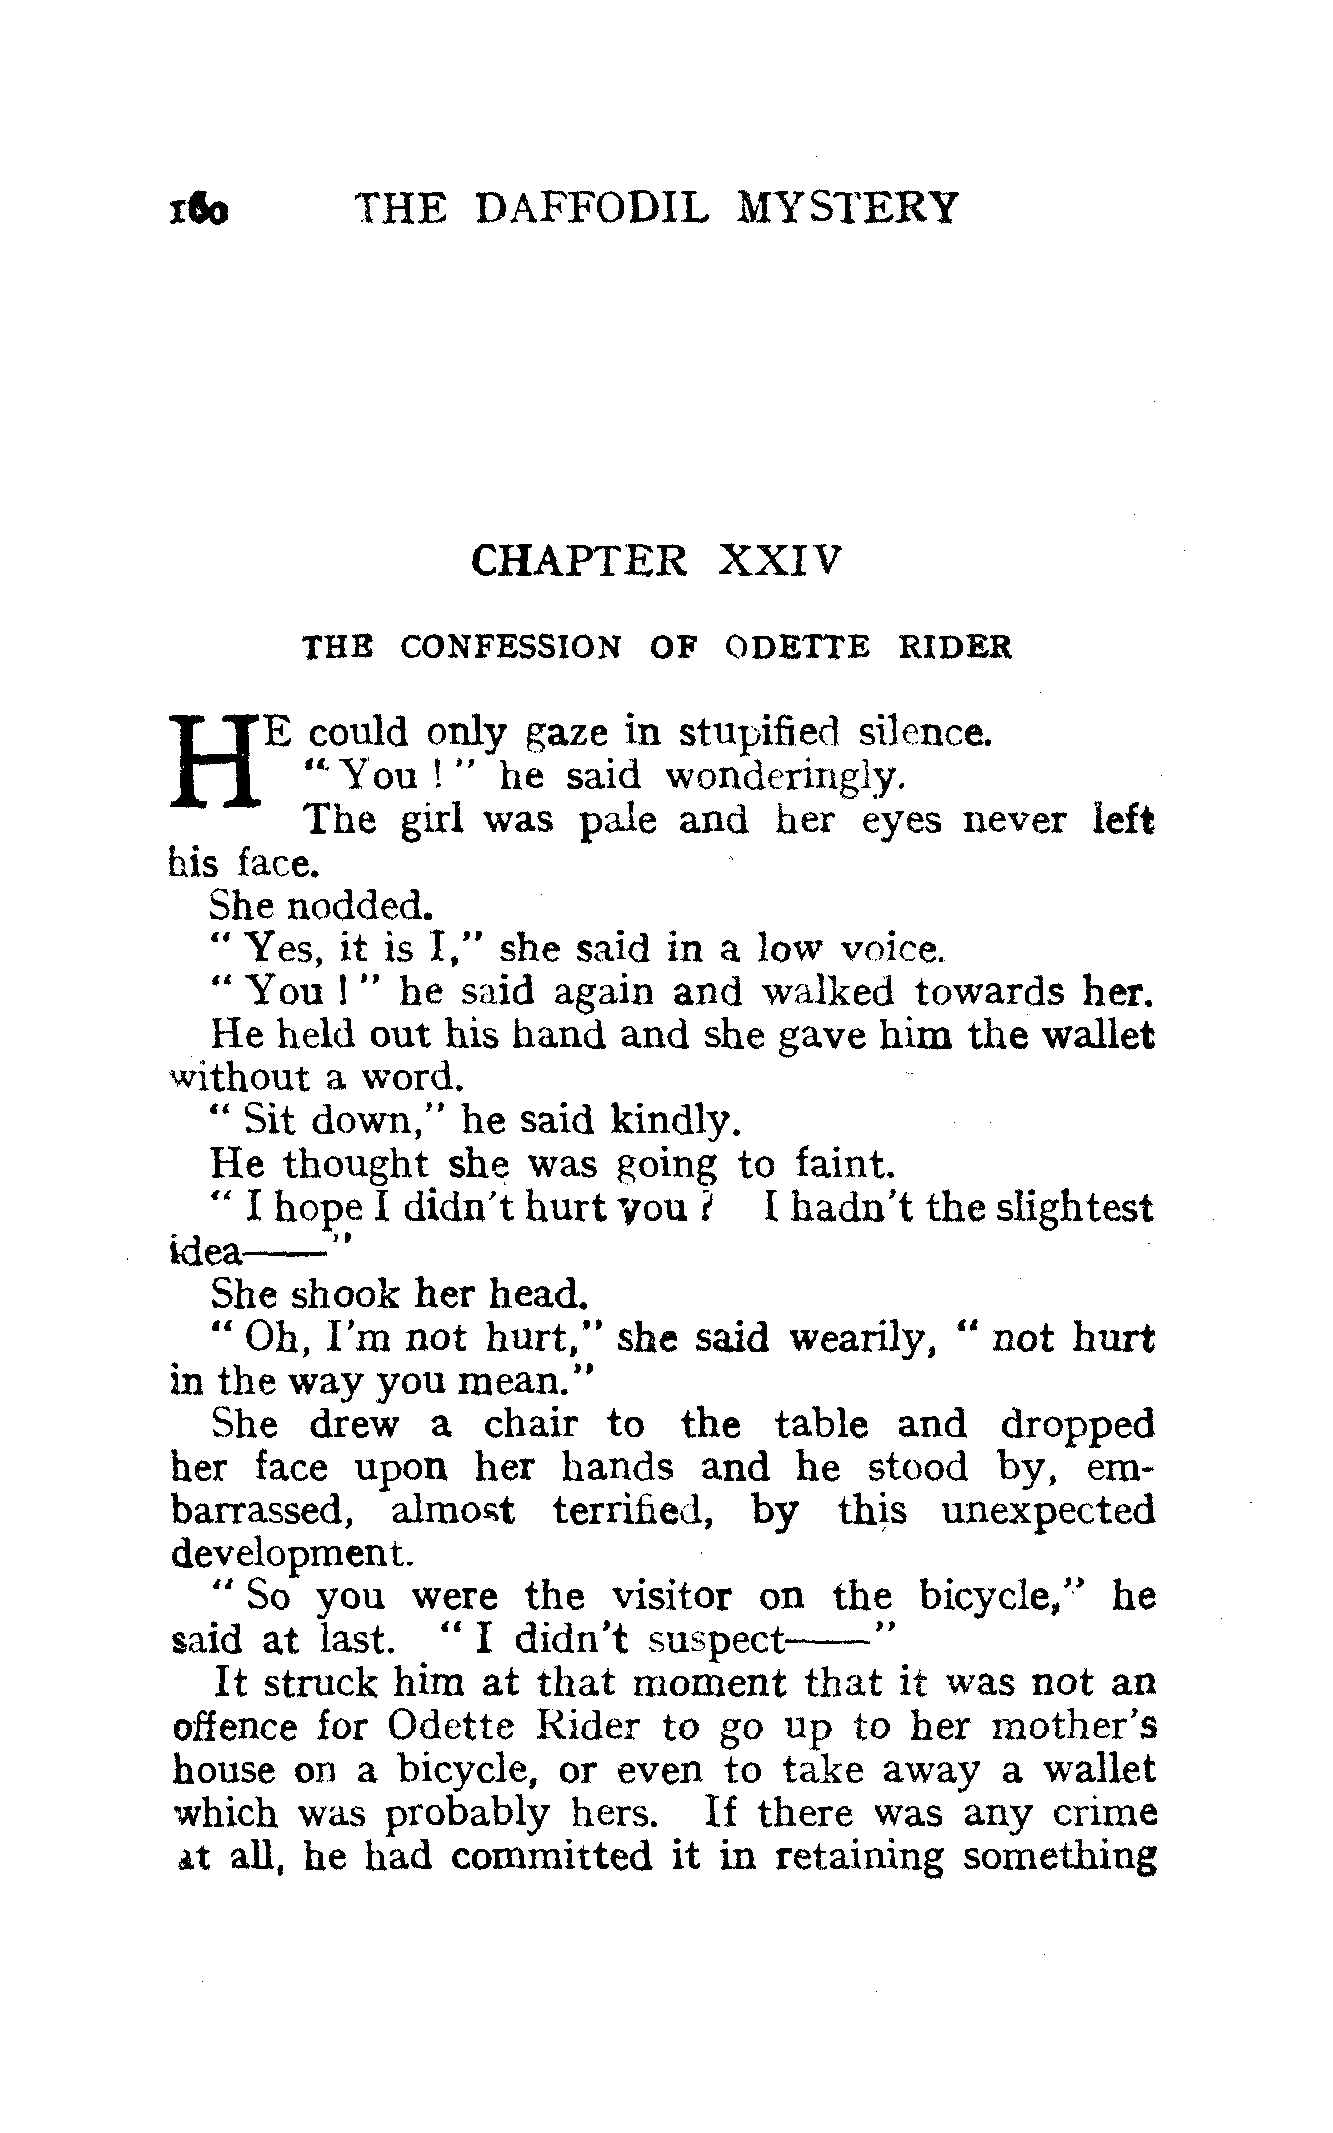 160 THE DAFFODIL MYSTERY
CHAPTER XXIV
THE CONFESSION OF ODETTE RIDER
HE could only gaze in stupified silence.
“ You ! ” he said wonderingly.
The girl was pale and her eyes never left
his face.
She nodded.
“ Yes, it is I,” she said in a low voice.
“ You ! ” he said again and walked towards her.
He held out his hand and she gave him the wallet
without a word.
“ Sit down,” he said kindly.
He thought she was going to faint.
“ I hope I didn't hurt you ? I hadn't the slightest
idea——”
She shook her head.
“ Oh, I'm not hurt,” she said wearily, “ not hurt
in the way you mean.”
She drew a chair to the table and dropped
her face upon her hands and he stood by, em-
barrassed, almost terrified, by this unexpected
development.
“ So you were the visitor on the bicycle,” he
said at last. “ I didn't suspect——”
It struck him at that moment that it was not an
offence for Odette Rider to go up to her mother's
house on a bicycle, or even to take away a wallet
which was probably hers. If there was any crime
at all, he had committed it in retaining something